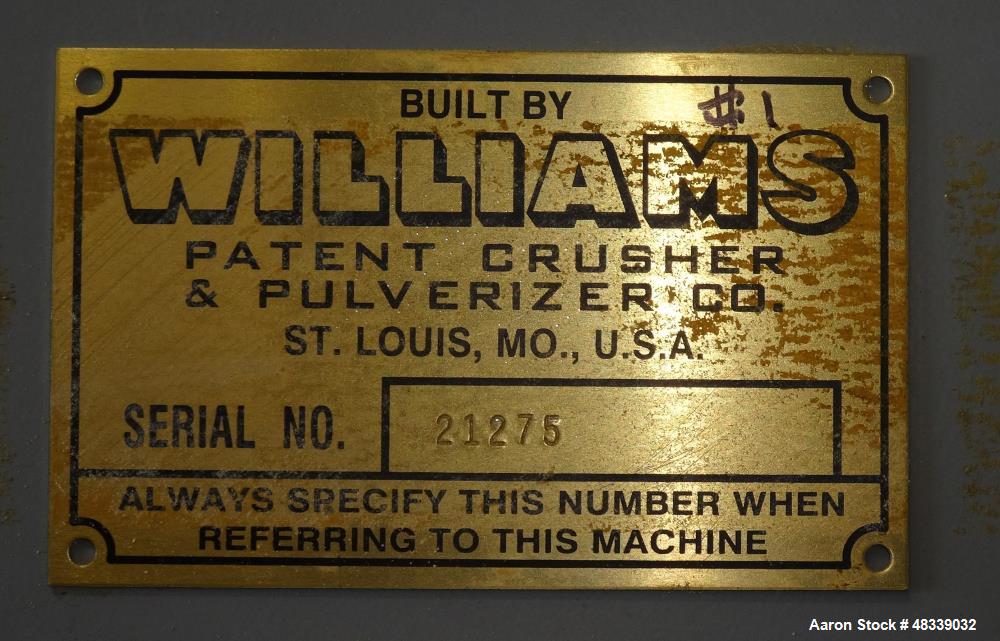 BUILT BY #1
WILLIAMS
PATENT CRUSHER
& PULVERIZER CO.
ST. LOUIS, MO., U.S.A.
SERIAL NO. 21275
ALWAYS SPECIFY THIS NUMBER WHEN
REFERRING TO THIS MACHINE
Aaron Stock # 48339032